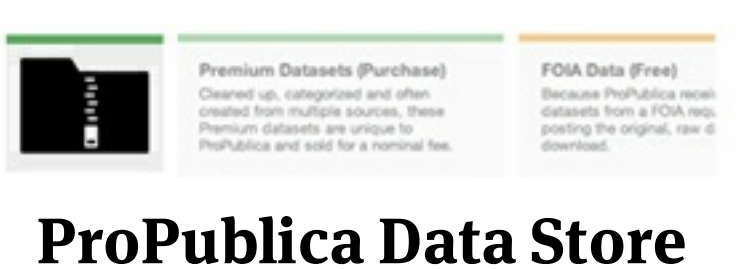 Premium Datasets (Purchase)
Cleaned up, categorized and often
created from multiple sources, these
Premium datasets are unique to
ProPublica and sold for a nominal fee.
FOIA Data (Free)
Because ProPublica recei
datasets from a FOIA requ
posting the original, raw d
download.
ProPublica Data Store